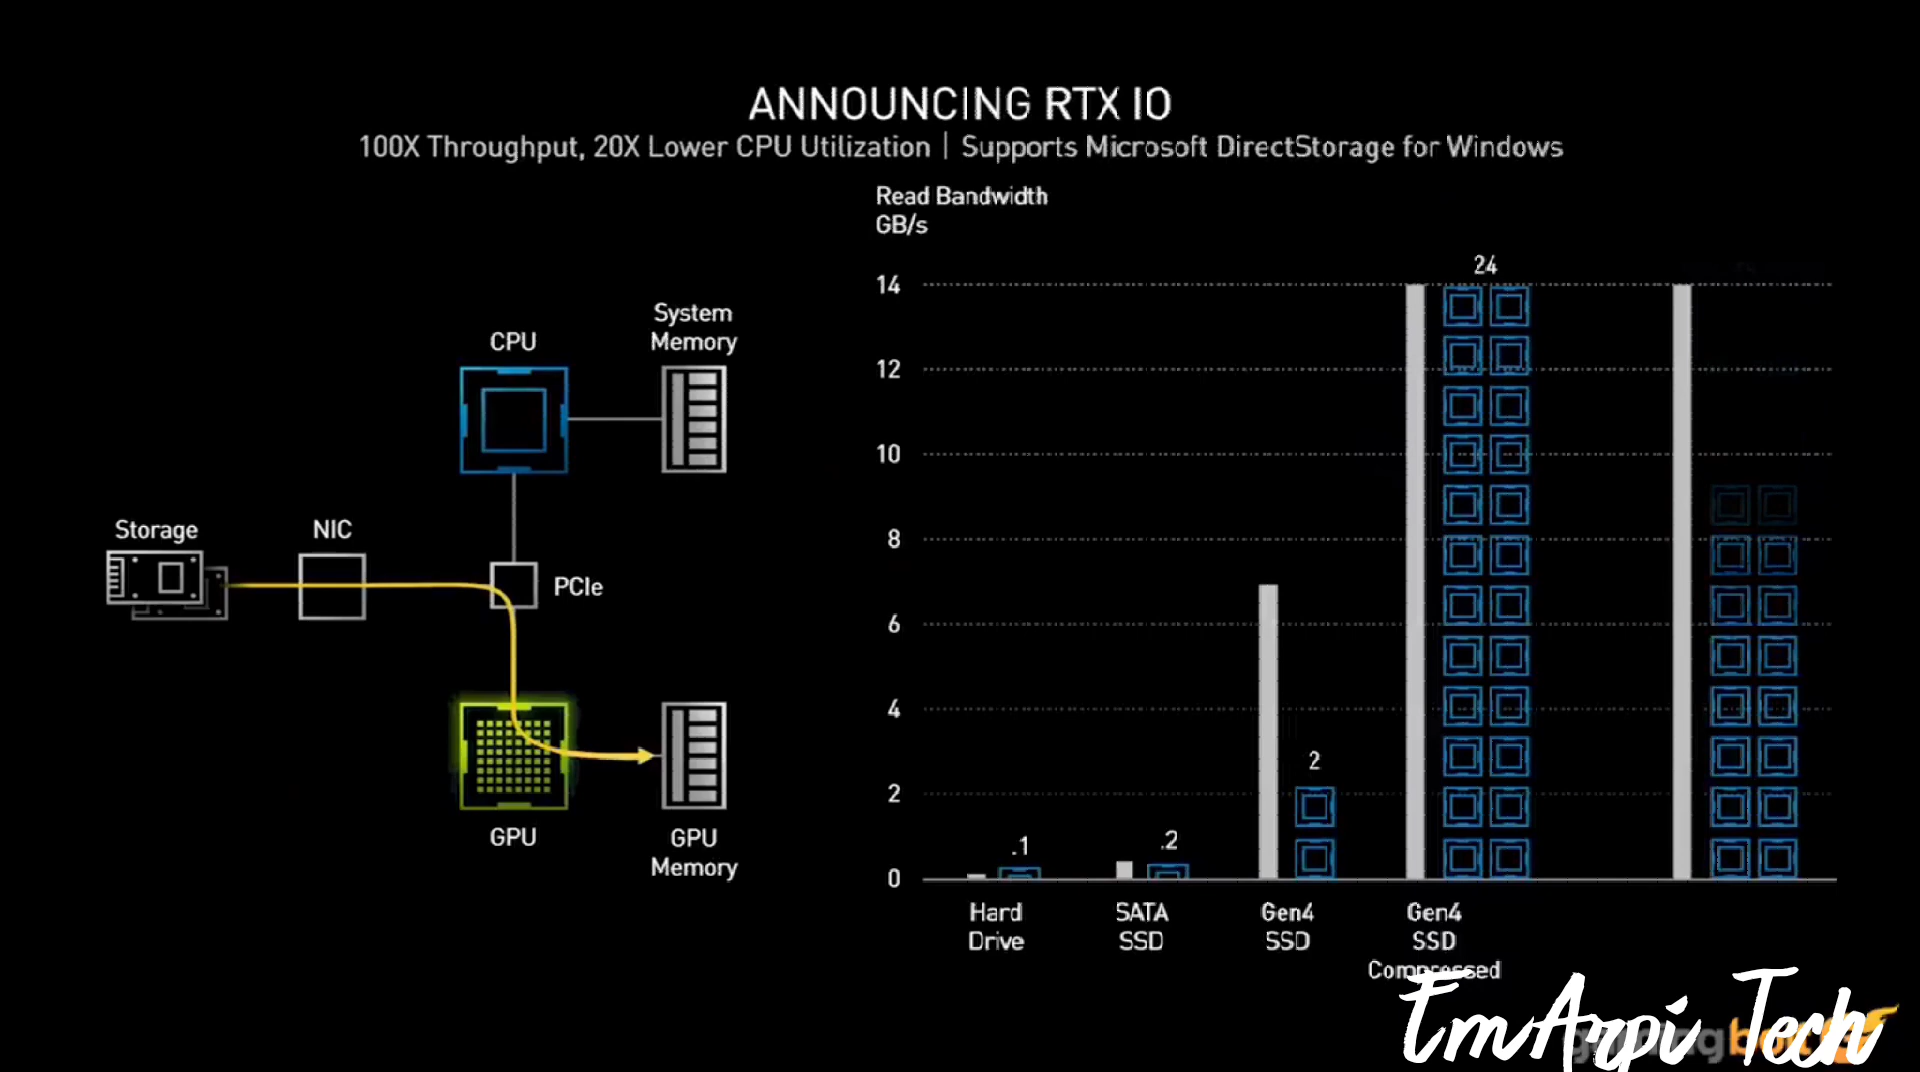 ANNOUNCING RTX IO
100X Throughput, 20X Lower CPU Utilization | Supports Microsoft DirectStorage for Windows
Read Bandwidth
GB/s
14
12
10
8
6
4
2
0
24
2
.2
.1
System
Memory
CPU
Storage
NIC
PCIe
GPU
GPU
Memory
Hard
Drive
SATA
SSD
Gen4
SSD
Gen4
SSD
Compressed
EmArpi Tech